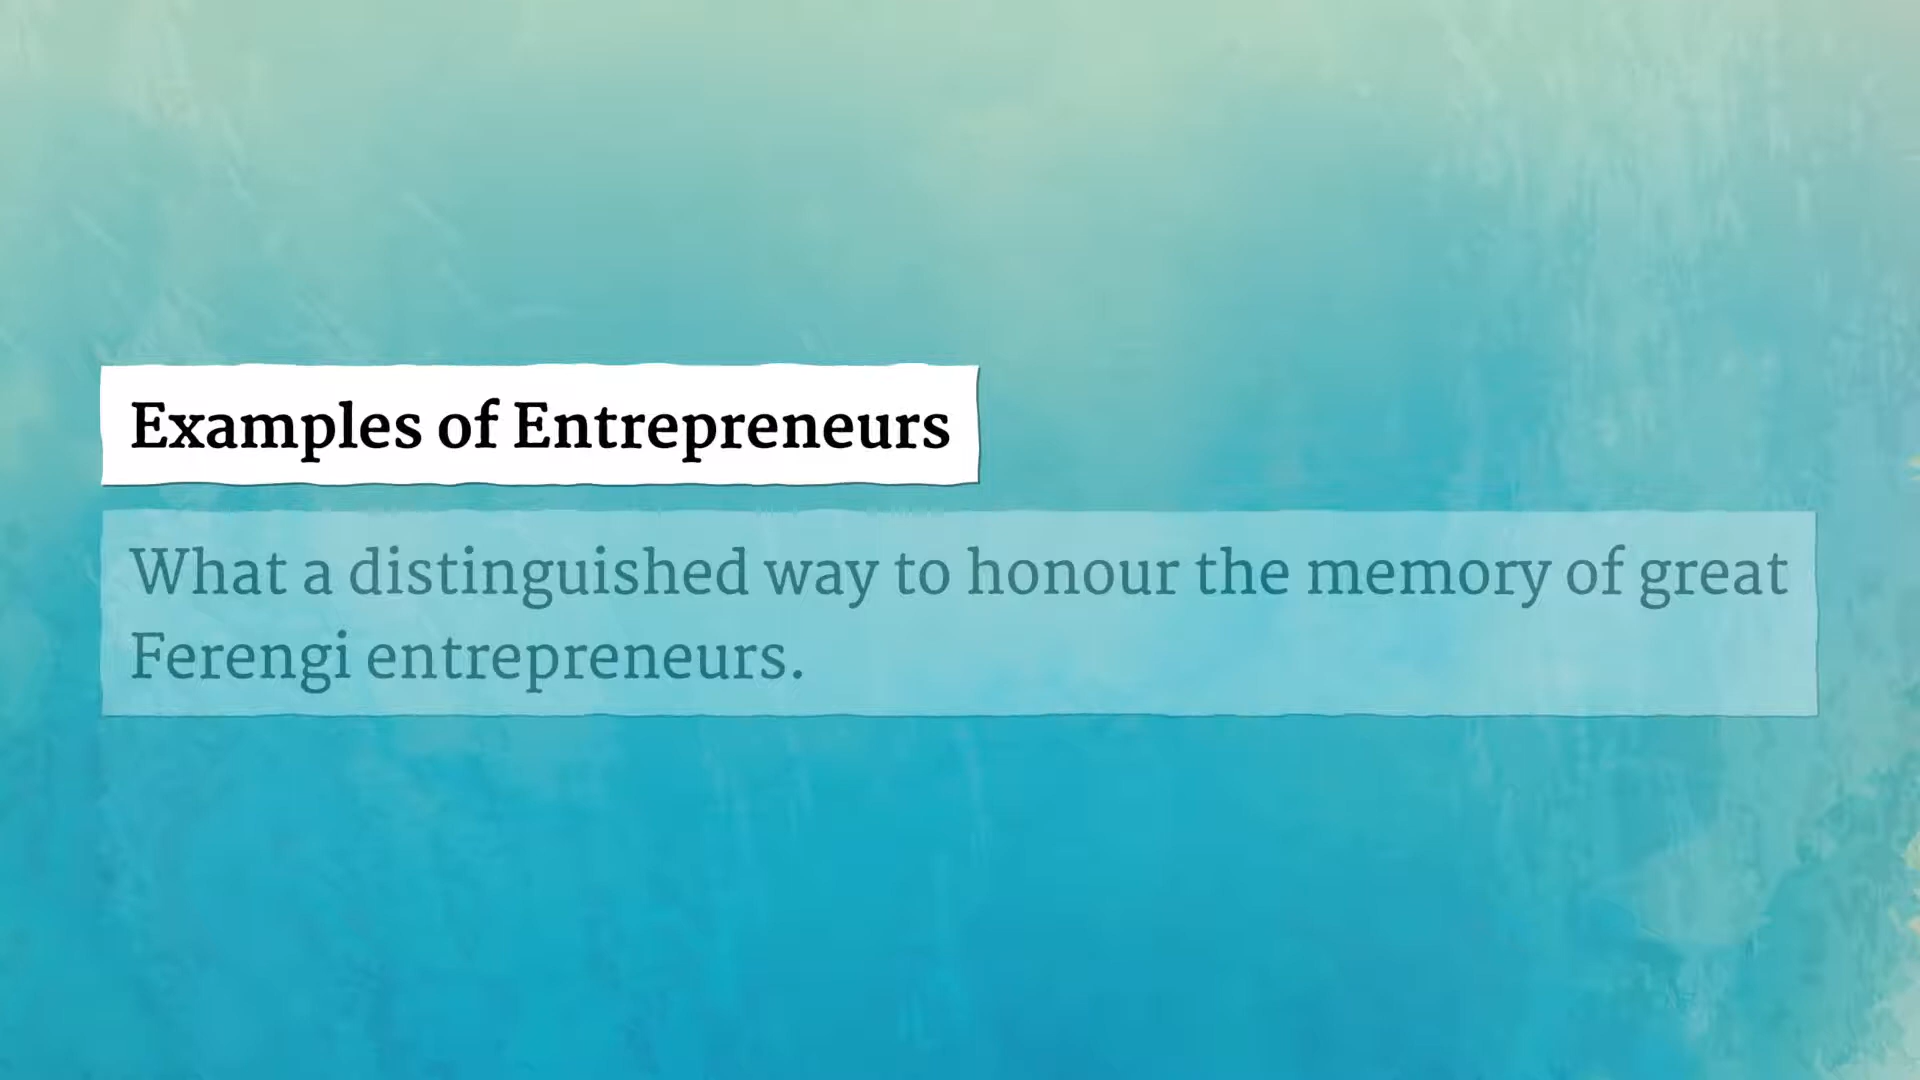 Examples of Entrepreneurs
What a distinguished way to honour the memory of great
Ferengi entrepreneurs.